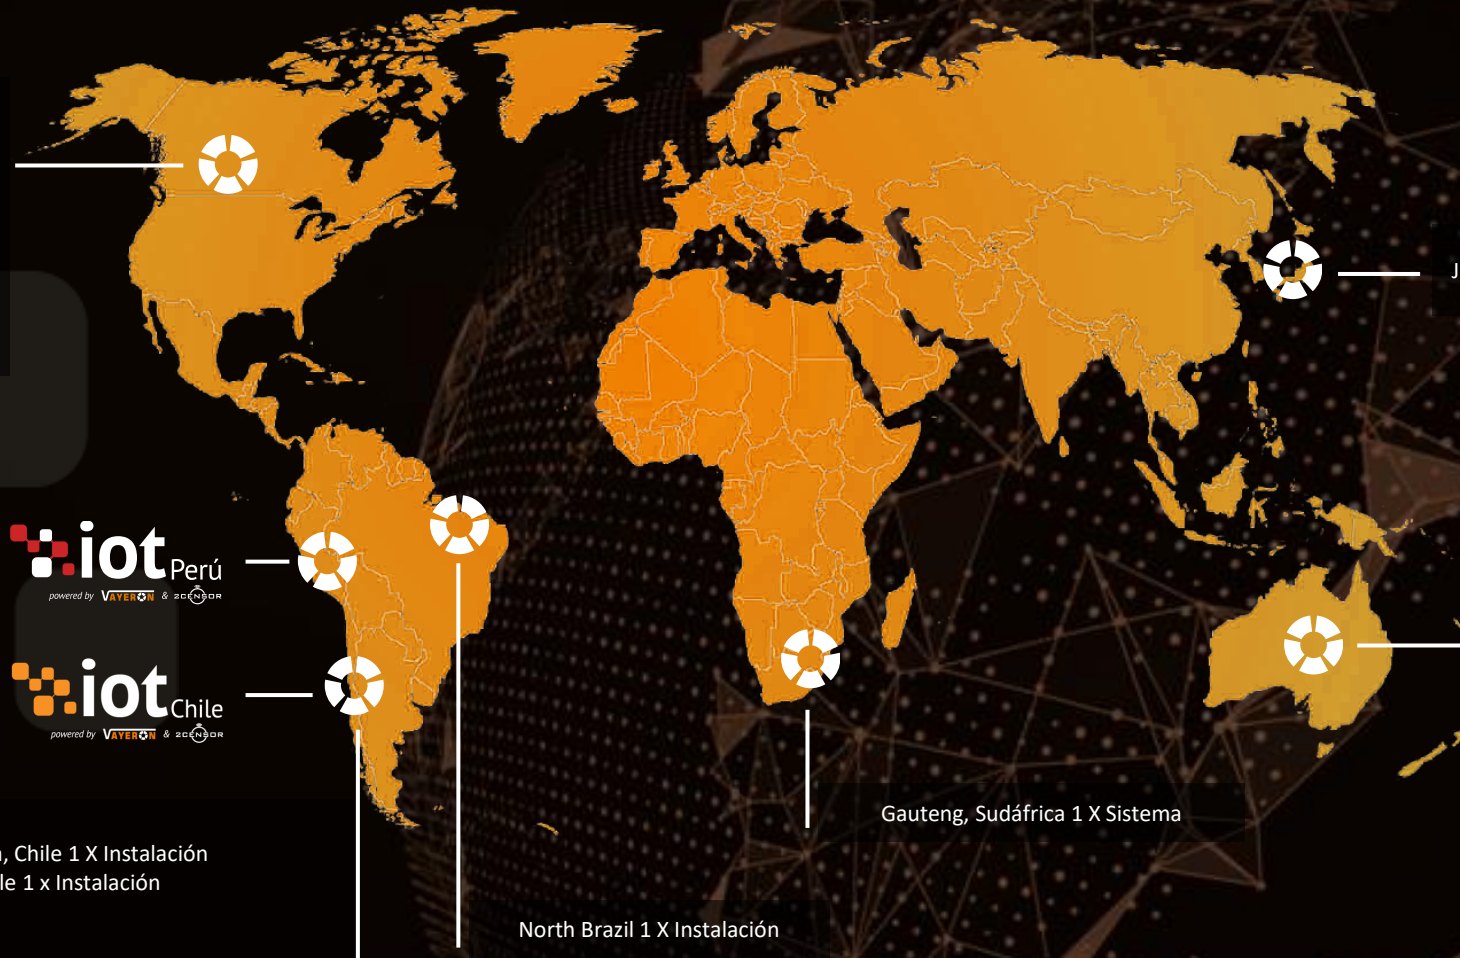 J
iot Perú
powered by VAYERON & 2CENSOR
iot Chile
powered by VAYERON & 2CENSOR
Gauteng, Sudáfrica 1 X Sistema
, Chile 1 X Instalación
le 1 x Instalación
North Brazil 1 X Instalación